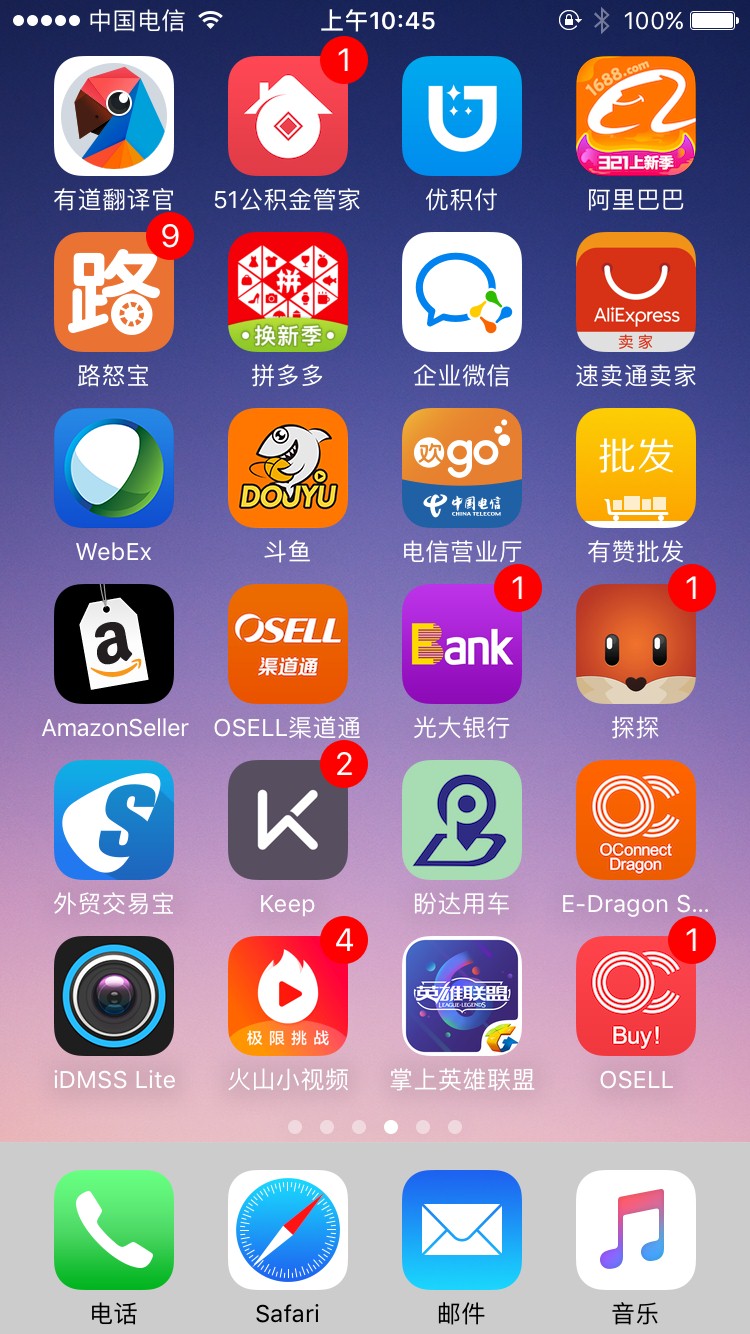 中国电信
上午10:45
100%
1
1688.com
321上新季
有道翻译官
51公积金管家
优积付
阿里巴巴
9
路
拼
换新季
AliExpress
卖家
路怒宝
拼多多
企业微信
速卖通卖家
DOUYU
欢go
中国电信
CHINA TELECOM
批发
WebEx
斗鱼
电信营业厅
有赞批发
1
1
a
OSELL
渠道通
Bank
AmazonSeller
OSELL渠道通
光大银行
探探
2
S
K
P
OC
OConnect
Dragon
外贸交易宝
Keep
盼达用车
E-Dragon S...
4
1
极限挑战
英雄联盟
LEAGUE·LEGENDS
OC
Buy!
iDMSS Lite
火山小视频
掌上英雄联盟
OSELL
电话
Safari
邮件
音乐